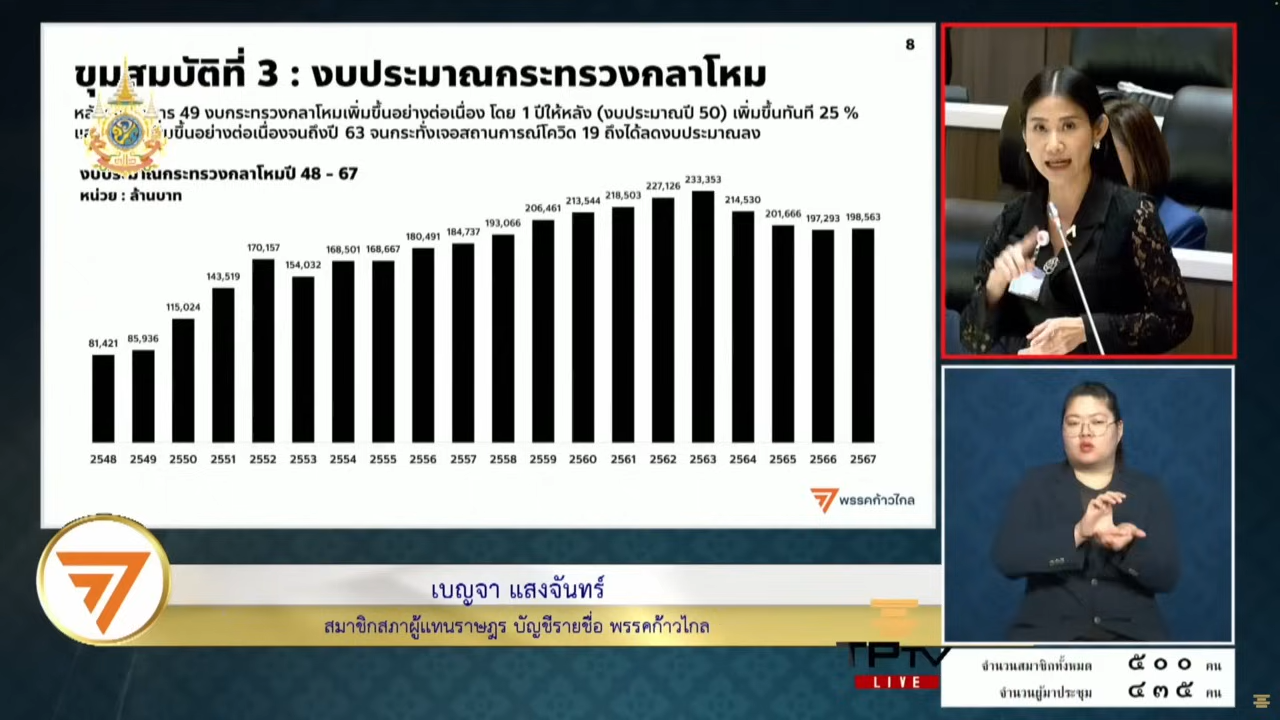 8
ขุมสมบัติที่ 3 : งบประมาณกระทรวงกลาโหม
49 งบกระทรวงกลาโหมเพิ่มขึ้นอย่างต่อเนื่อง โดย 1 ปีให้หลัง (งบประมาณปี 50) เพิ่มขึ้นทันที 25 %
ขึ้นอย่างต่อเนื่องจนถึงปี 63 จนกระทั่งเจอสถานการณ์โควิด 19 ถึงได้ลดงบประมาณลง
งบประมาณกระทรวงกลาโหมปี 48 - 67
หน่วย : ล้านบาท
81,421 85,936 115,024 143,519 170,157 154,032 168,501 168,667 180,491 184,737 193,066 206,461 213,544 218,503 227,126 233,353 214,530 201,666 197,293 198,563
2548 2549 2550 2551 2552 2553 2554 2555 2556 2557 2558 2559 2560 2561 2562 2563 2564 2565 2566 2567
พรรคก้าวไกล
เบญจา แสงจันทร์
สมาชิกสภาผู้แทนราษฎร บัญชีรายชื่อ พรรคก้าวไกล
TPTV
LIVE
จำนวนสมาชิกทั้งหมด ๕๐๐ คน
จำนวนผู้มาประชุม ๔๓๕ คน